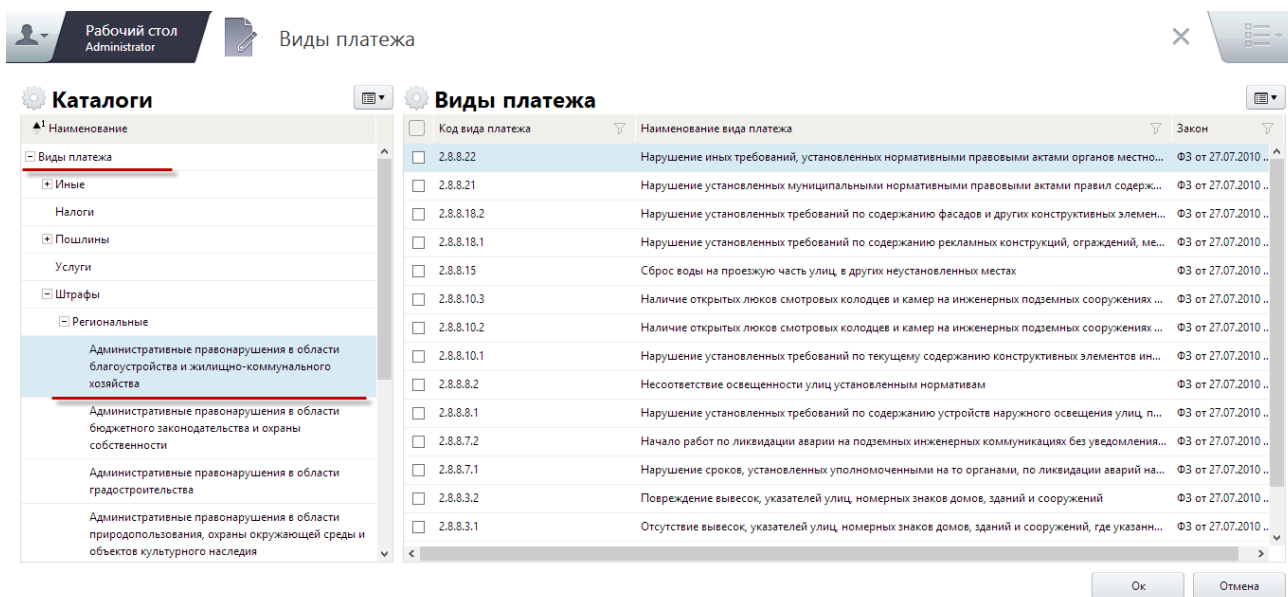 Рабочий стол
Administrator
Виды платежа
Каталоги
Виды платежа
1 Наименование
Код вида платежа Наименование вида платежа Закон
Виды платежа
Иные
Налоги
Пошлины
Услуги
Штрафы
Региональные
Административные правонарушения в области
благоустройства и жилищно-коммунального
хозяйства
Административные правонарушения в области
бюджетного законодательства и охраны
собственности
Административные правонарушения в области
градостроительства
Административные правонарушения в области
природопользования, охраны окружающей среды и
объектов культурного наследия
2.8.8.22 Нарушение иных требований, установленных нормативными правовыми актами органов местно... ФЗ от 27.07.2010 ..
2.8.8.21 Нарушение установленных муниципальными нормативными правовыми актами правил содерж... ФЗ от 27.07.2010 ..
2.8.8.18.2 Нарушение установленных требований по содержанию фасадов и других конструктивных элемен... ФЗ от 27.07.2010 ..
2.8.8.18.1 Нарушение установленных требований по содержанию рекламных конструкций, ограждений, ме... ФЗ от 27.07.2010 ..
2.8.8.15 Сброс воды на проезжую часть улиц, в других неустановленных местах ФЗ от 27.07.2010 ..
2.8.8.10.3 Наличие открытых люков смотровых колодцев и камер на инженерных подземных сооружениях ... ФЗ от 27.07.2010 ..
2.8.8.10.2 Наличие открытых люков смотровых колодцев и камер на инженерных подземных сооружениях ... ФЗ от 27.07.2010 ..
2.8.8.10.1 Нарушение установленных требований по текущему содержанию конструктивных элементов ин... ФЗ от 27.07.2010 ..
2.8.8.8.2 Несоответствие освещенности улиц установленным нормативам ФЗ от 27.07.2010 ..
2.8.8.8.1 Нарушение установленных требований по содержанию устройств наружного освещения улиц, п... ФЗ от 27.07.2010 ..
2.8.8.7.2 Начало работ по ликвидации аварии на подземных инженерных коммуникациях без уведомления... ФЗ от 27.07.2010 ..
2.8.8.7.1 Нарушение сроков, установленных уполномоченными на то органами, по ликвидации аварий на... ФЗ от 27.07.2010 ..
2.8.8.3.2 Повреждение вывесок, указателей улиц, номерных знаков домов, зданий и сооружений ФЗ от 27.07.2010 ..
2.8.8.3.1 Отсутствие вывесок, указателей улиц, номерных знаков домов, зданий и сооружений, где указанн... ФЗ от 27.07.2010 ..
Ок Отмена